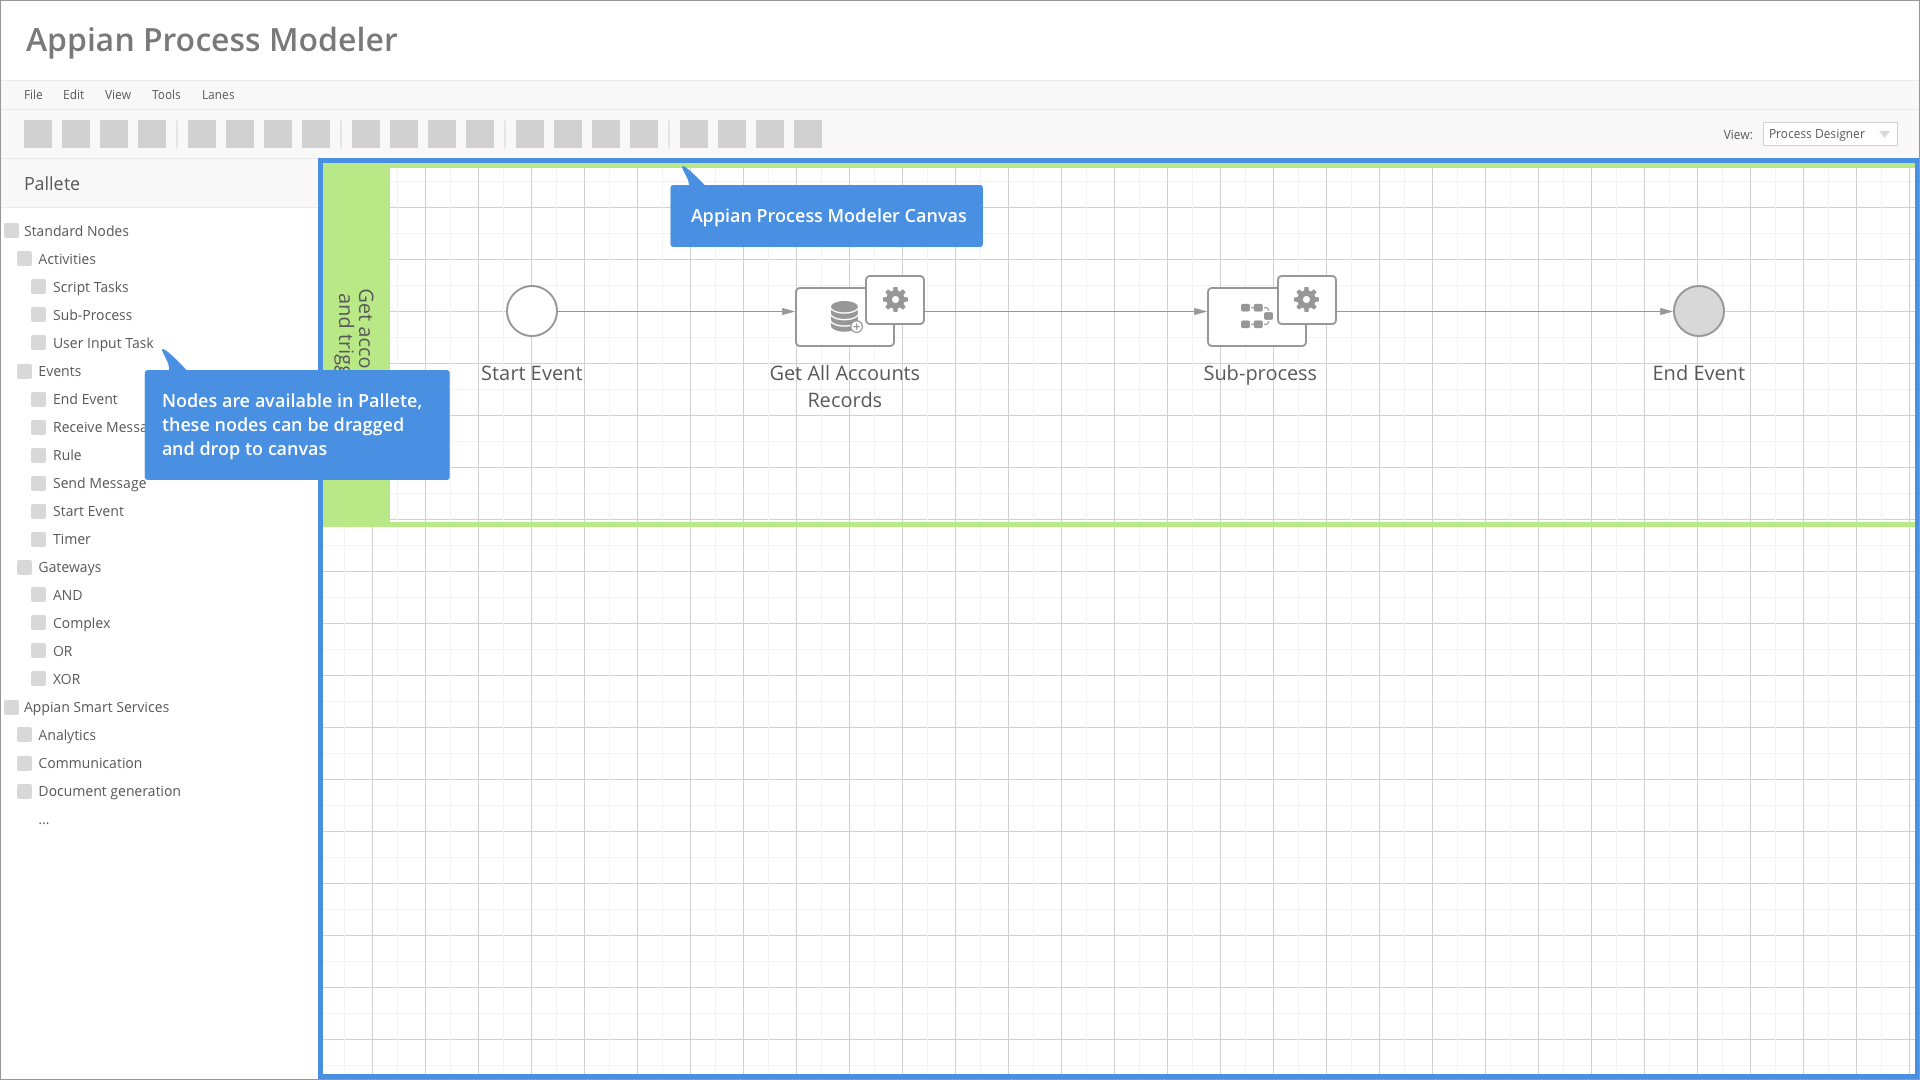 Appian Process Modeler
File Edit View Tools Lanes
View: Process Designer
Pallete
Standard Nodes
Activities
Script Tasks
Sub-Process
User Input Task
Events
End Event
Receive
Rule
Send Message
Start Event
Timer
Gateways
AND
Complex
OR
XOR
Appian Smart Services
Analytics
Communication
Document generation
...
Nodes are available in Pallete,
these nodes can be dragged
and drop to canvas
Appian Process Modeler Canvas
Get
and
Start Event
Get All Accounts
Records
Sub-process
End Event